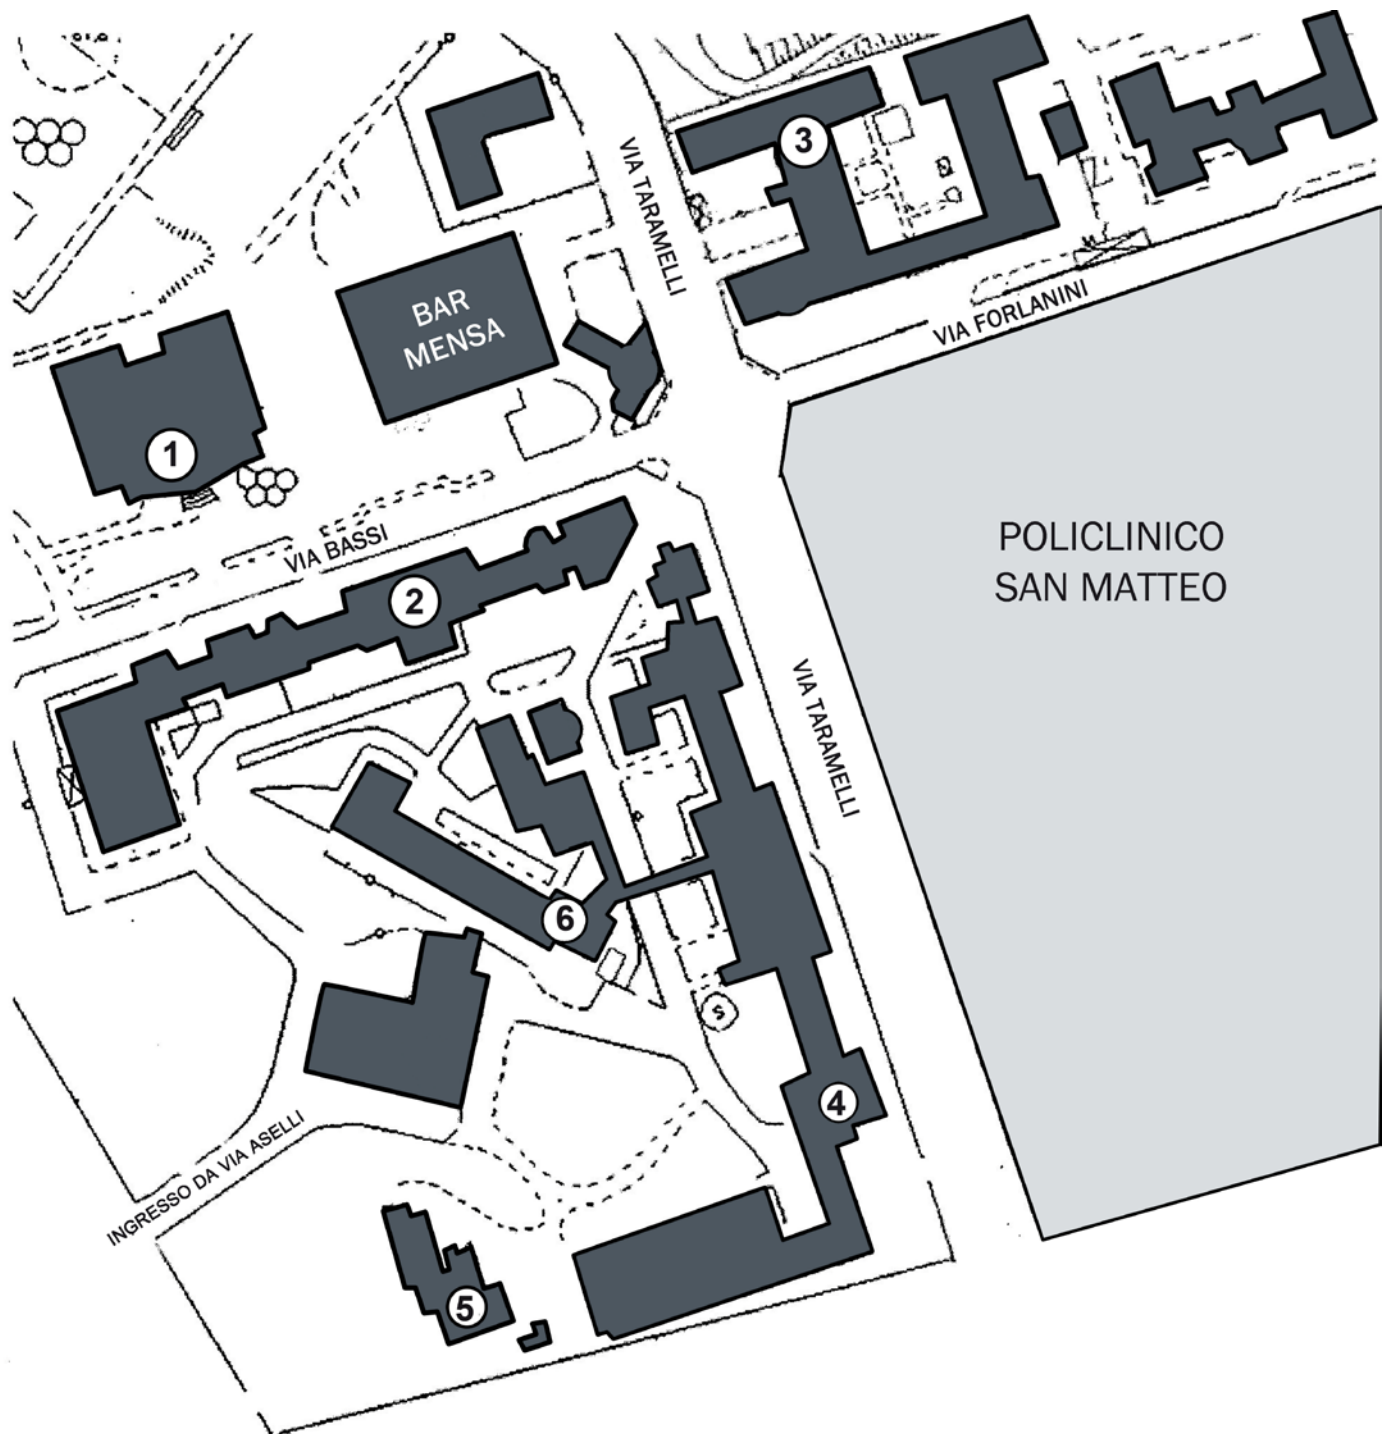 VIA TARAMELLI
3
BAR
MENSA
VIA FORLANINI
1
VIA BASSI
2
POLICLINICO
SAN MATTEO
VIA TARAMELLI
6
S
4
INGRESSO DA VIA ASELLI
5